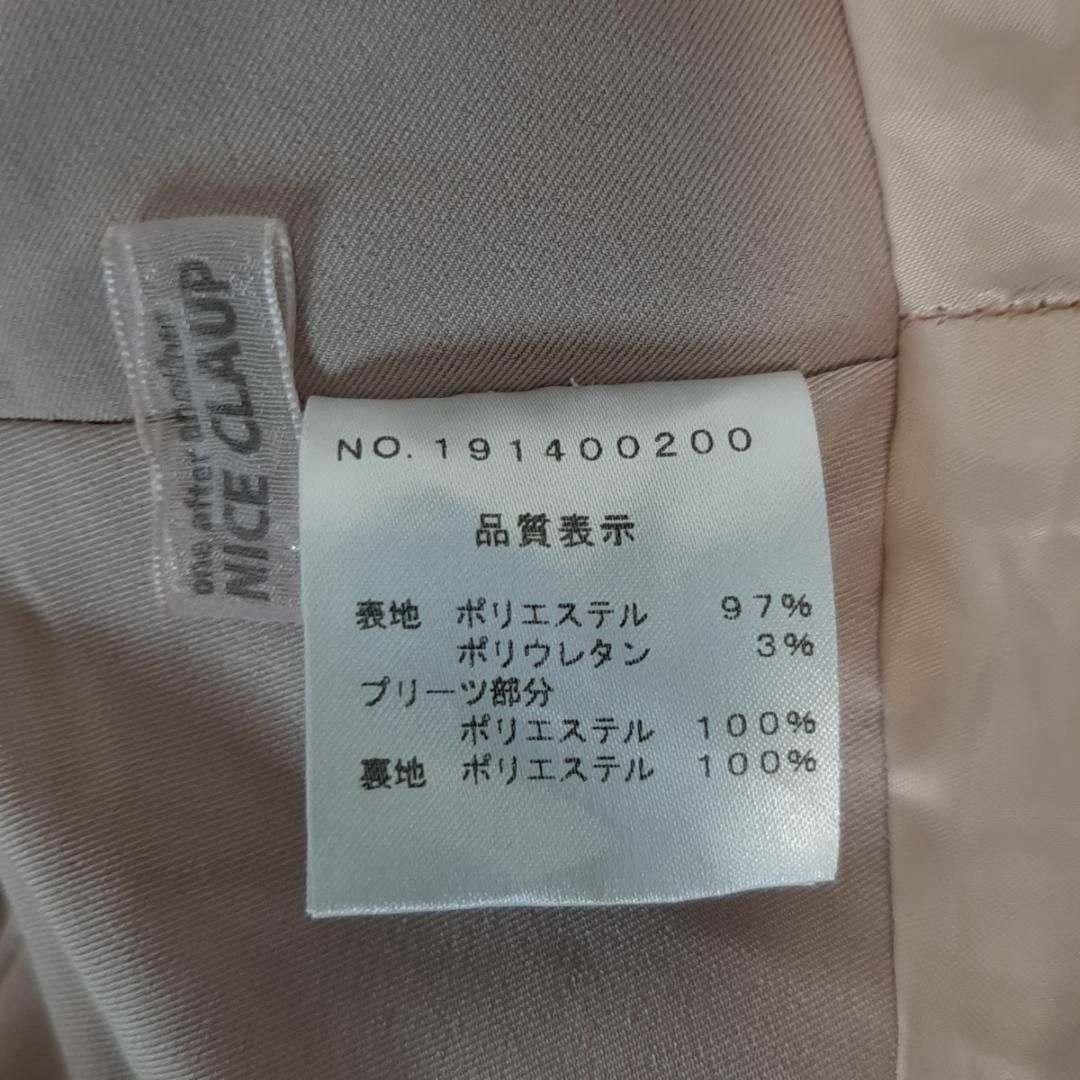 one after another
NICE CLAUP
NO.191400200
品質表示
表地 ポリエステル 97%
ポリウレタン 3%
プリーツ部分
ポリエステル 100%
裏地 ポリエステル 100%